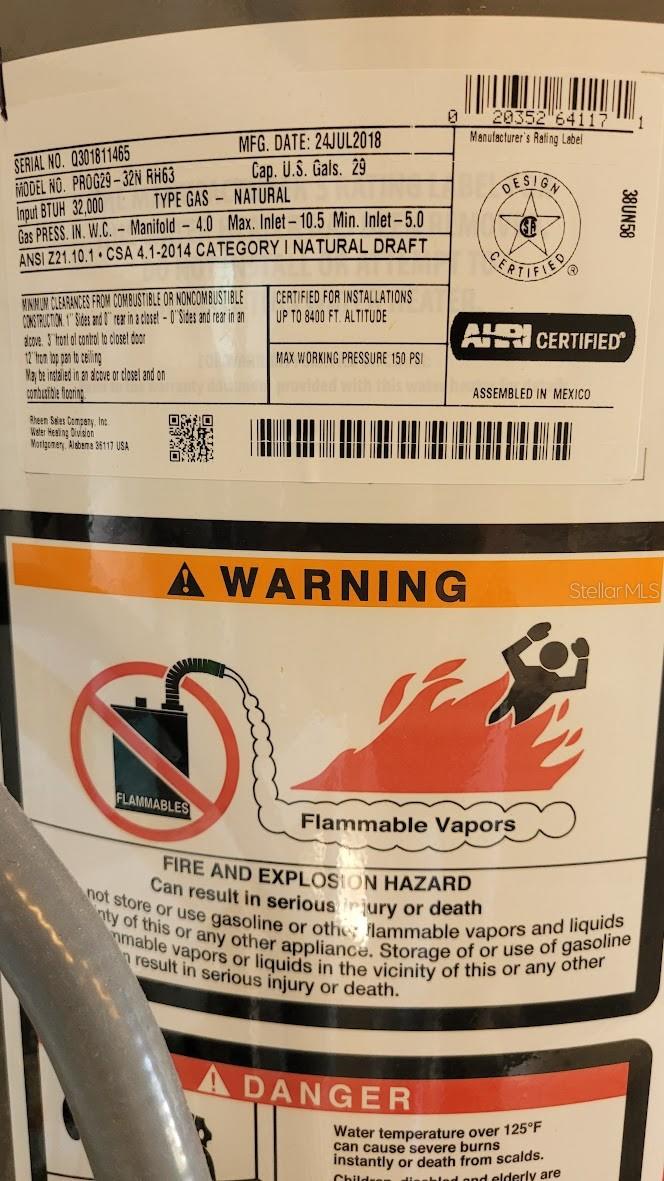 0 20352 64117 1
Manufacturer's Rating Label
SERIAL NO. Q301811465 MFG. DATE: 24JUL2018
MODEL NO. PROG29-32N RH63 Cap. U.S. Gals. 29
Input BTUH 32,000 TYPE GAS - NATURAL
Gas PRESS. IN. W.C. - Manifold - 4.0 Max. Inlet-10.5 Min. Inlet-5.0
ANSI Z21.10.1 • CSA 4.1-2014 CATEGORY I NATURAL DRAFT
DESIGN
CERTIFIED
®
38UN58
MINIMUM CLEARANCES FROM COMBUSTIBLE OR NONCOMBUSTIBLE
CONSTRUCTION. 1" Sides and 0" rear in a closet - 0" Sides and rear in an
alcove. 3" front of control to closet door
12" from top pan to ceiling
May be installed in an alcove or closet and on
combustible flooring.
CERTIFIED FOR INSTALLATIONS
UP TO 8400 FT. ALTITUDE
MAX WORKING PRESSURE 150 PSI
AHRI CERTIFIED®
ASSEMBLED IN MEXICO
Rheem Sales Company, Inc.
Water Heating Division
Montgomery, Alabama 36117 USA
WARNING
StellarMLS
FLAMMABLES
Flammable Vapors
FIRE AND EXPLOSION HAZARD
Can result in serious injury or death
not store or use gasoline or other flammable vapors and liquids
of this or any other appliance. Storage of or use of gasoline
vapors or liquids in the vicinity of this or any other
result in serious injury or death.
DANGER
Water temperature over 125°F
can cause severe burns
instantly or death from scalds.
Children, disabled and elderly are